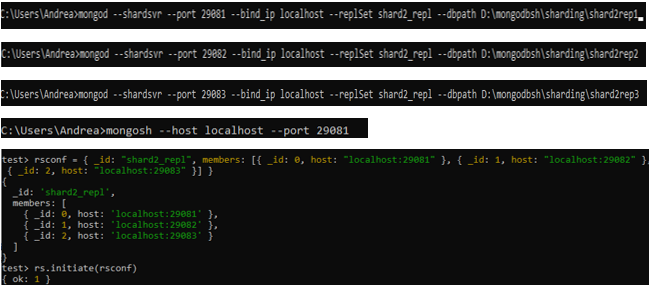 C:\Users\Andrea>mongod --shardsvr --port 29081 --bind_ip localhost --replSet shard2_repl --dbpath D:\mongodbsh\sharding\shard2rep1
C:\Users\Andrea>mongod --shardsvr --port 29082 --bind_ip localhost --replSet shard2_repl --dbpath D:\mongodbsh\sharding\shard2rep2
C:\Users\Andrea>mongod --shardsvr --port 29083 --bind_ip localhost --replSet shard2_repl --dbpath D:\mongodbsh\sharding\shard2rep3
C:\Users\Andrea>mongosh --host localhost --port 29081
test> rsconf = { _id: "shard2_repl", members: [{ _id: 0, host: "localhost:29081" }, { _id: 1, host: "localhost:29082" },
{ _id: 2, host: "localhost:29083" }] }
{
_id: 'shard2_repl',
members: [
{ _id: 0, host: 'localhost:29081' },
{ _id: 1, host: 'localhost:29082' },
{ _id: 2, host: 'localhost:29083' }
]
}
test> rs.initiate(rsconf)
{ ok: 1 }